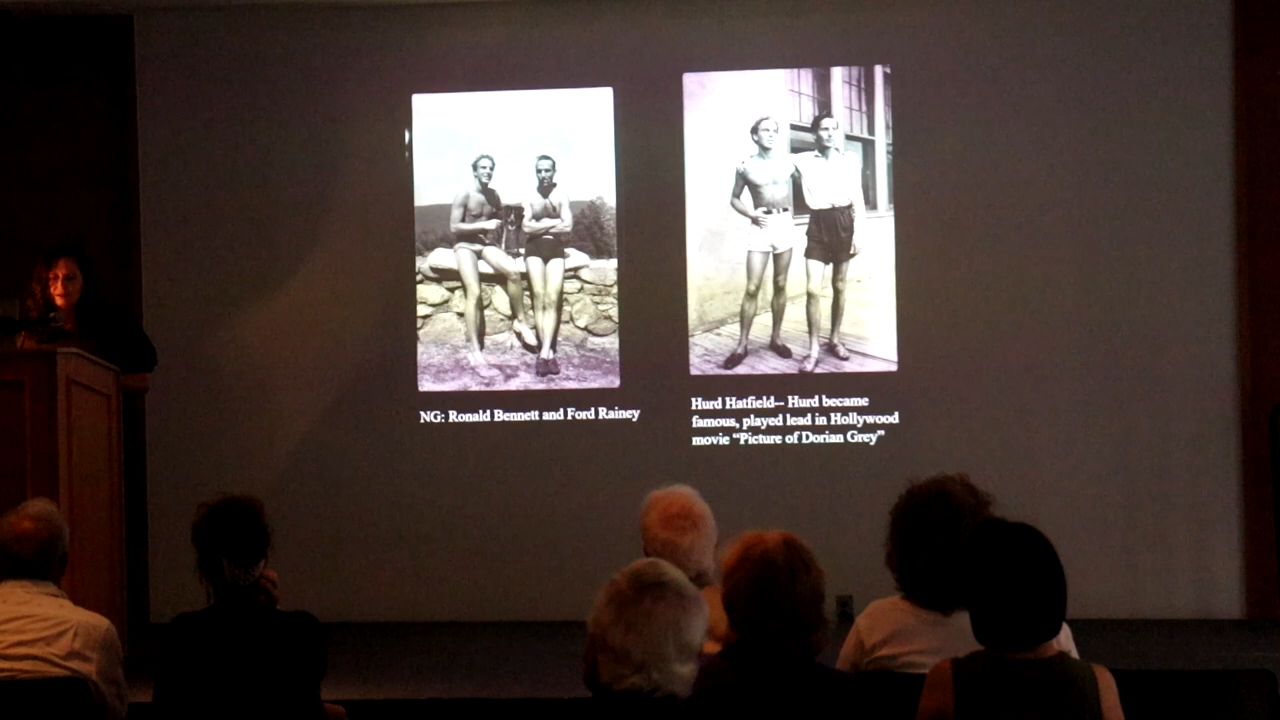 NG: Ronald Bennett and Ford Rainey
Hurd Hatfield-- Hurd became
famous, played lead in Hollywood
movie “Picture of Dorian Grey”